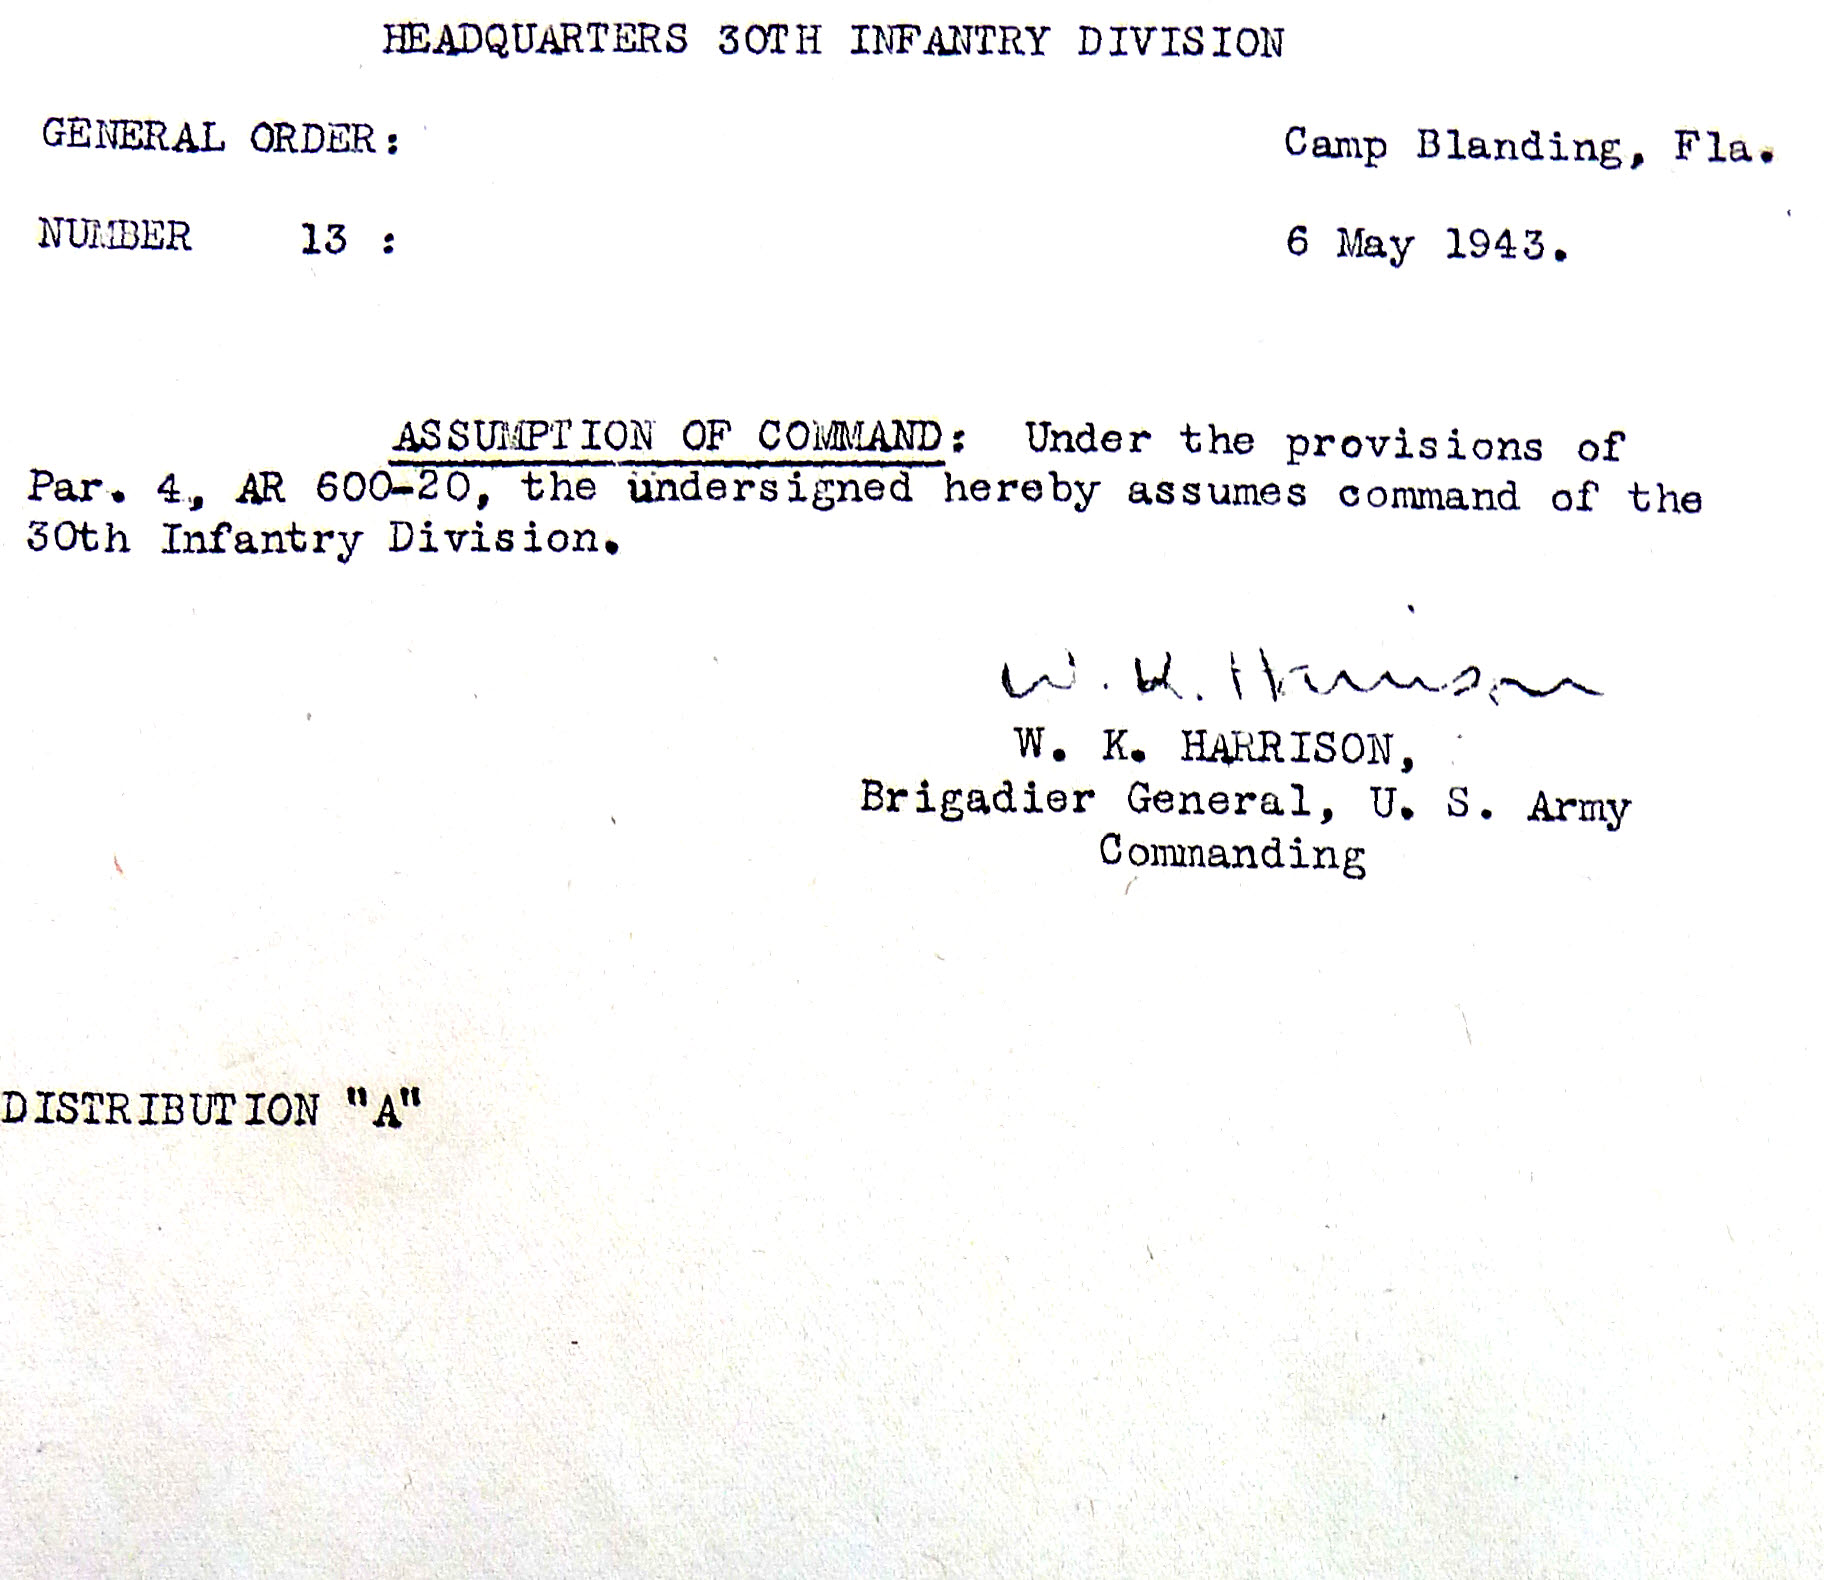 HEADQUARTERS 30TH INFANTRY DIVISION
GENERAL ORDER:
Camp Blanding, Fla.
NUMBER 13 :
6 May 1943.
ASSUMPTION OF COMMAND: Under the provisions of
Par. 4, AR 600-20, the undersigned hereby assumes command of the
30th Infantry Division.
W. K. Harrison
W. K. HARRISON,
Brigadier General, U. S. Army
Commanding
DISTRIBUTION "A"